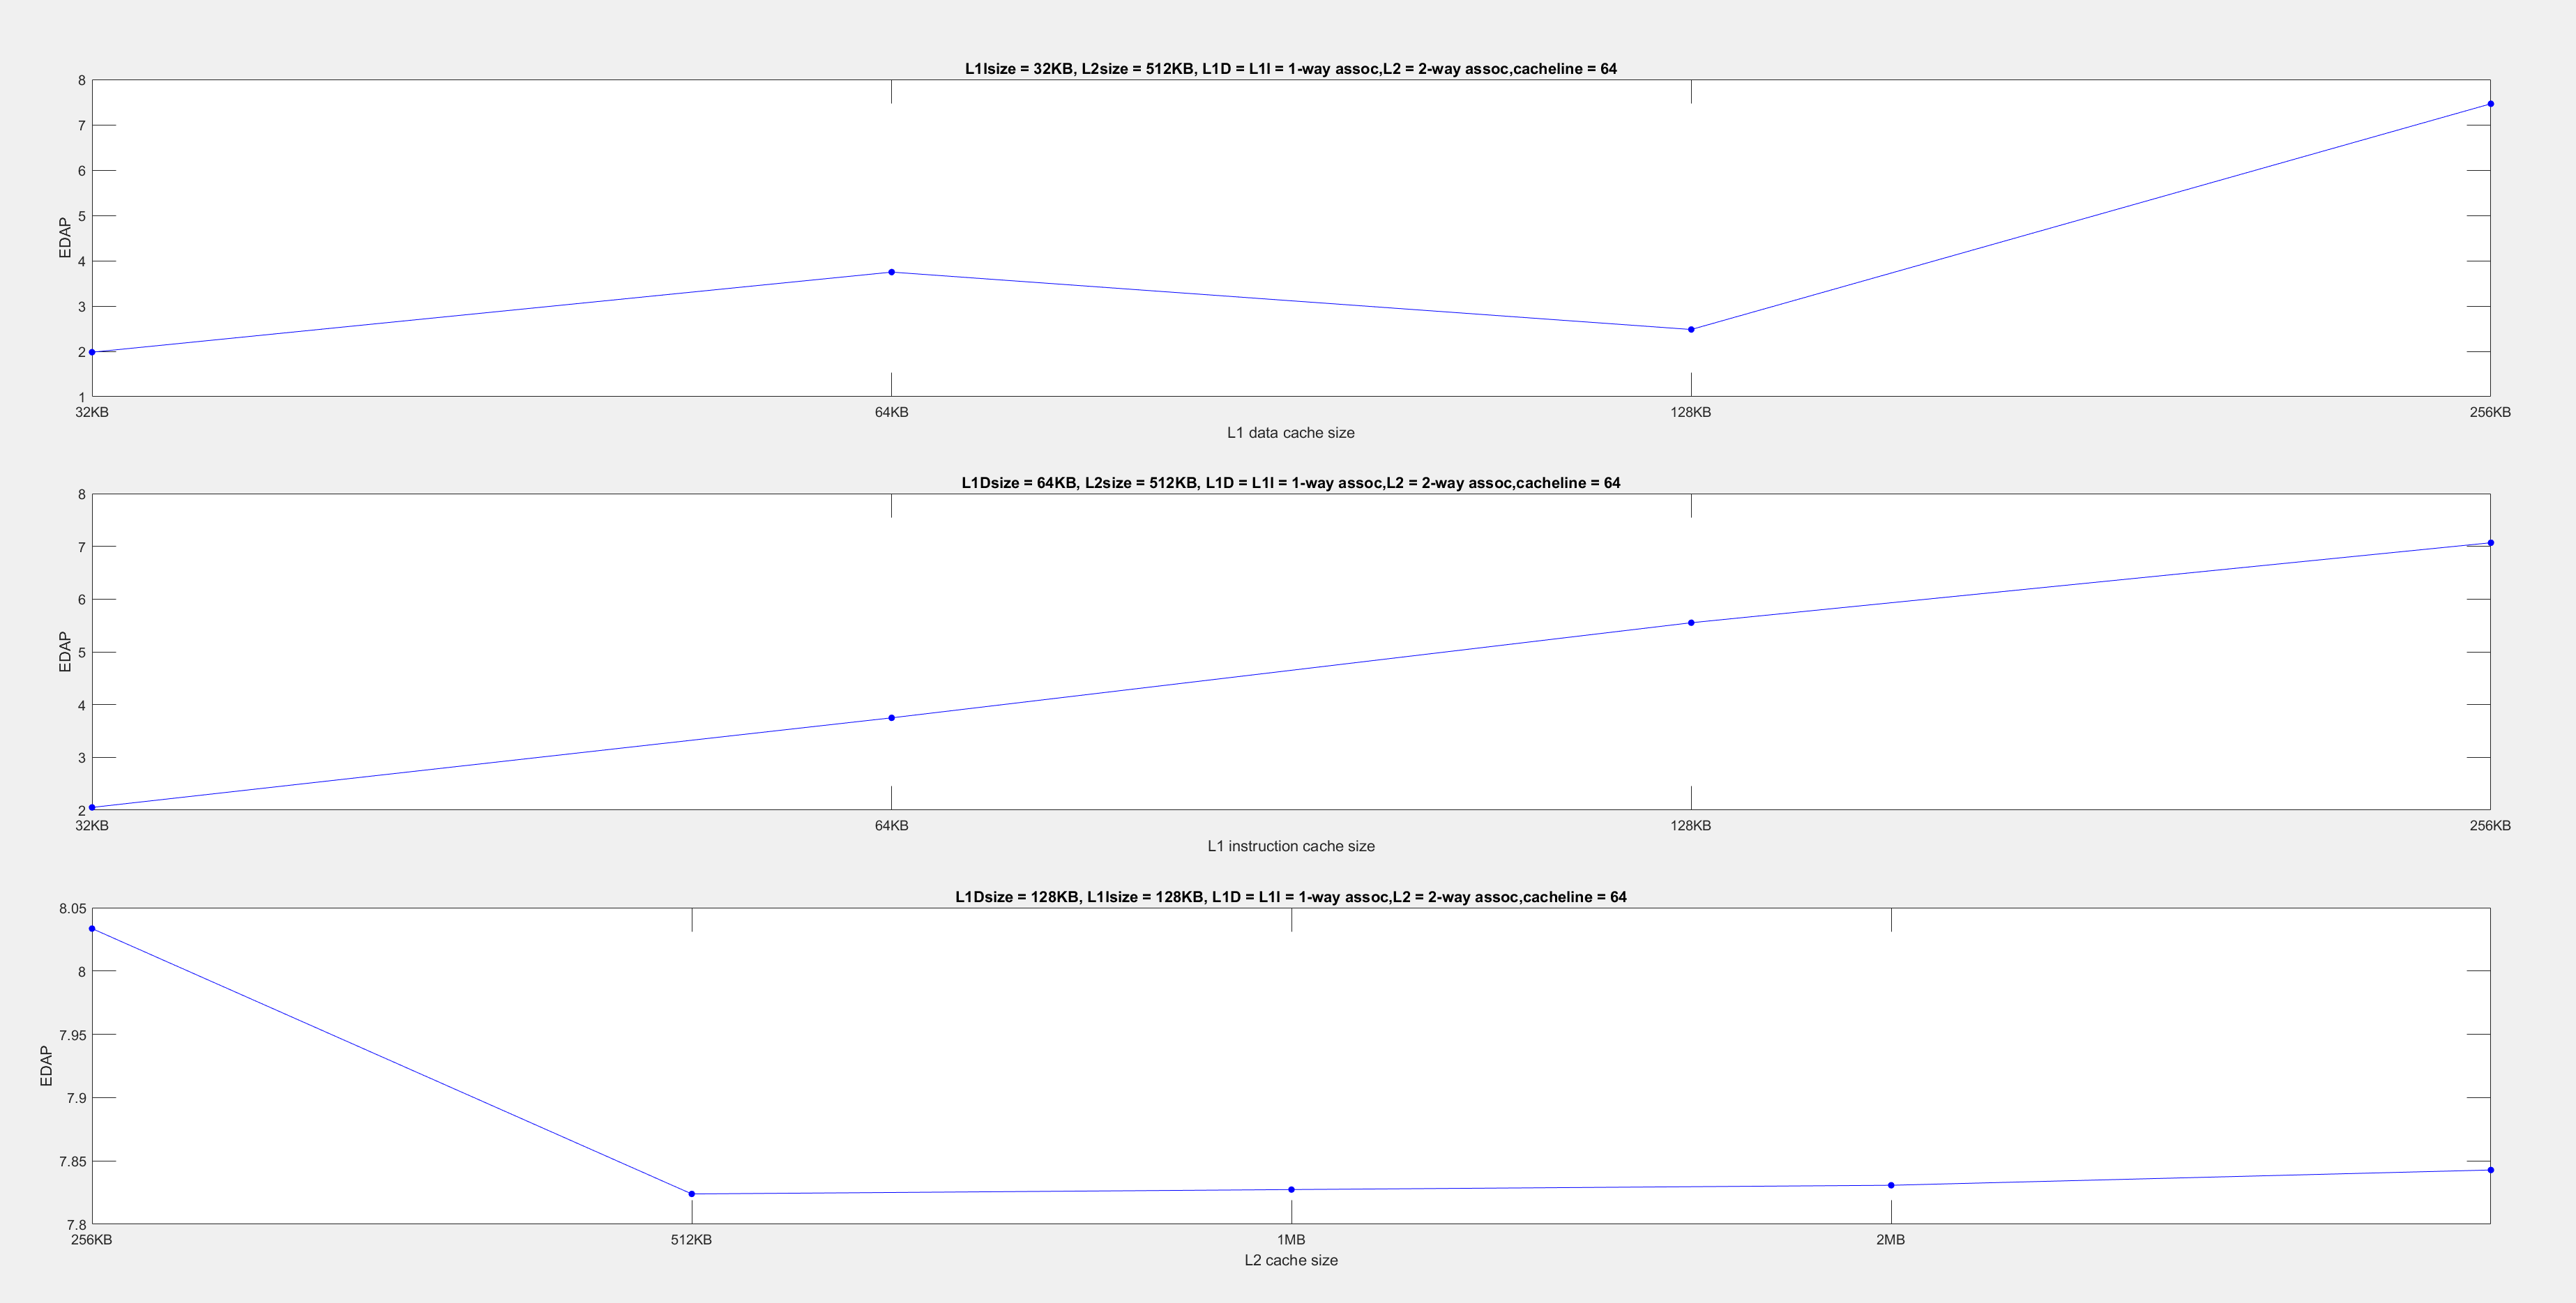 L1Isize = 32KB, L2size = 512KB, L1D = L1I = 1-way assoc,L2 = 2-way assoc,cacheline = 64
8
7
6
5
4
3
2
1
EDAP
32KB 64KB 128KB 256KB
L1 data cache size
L1Dsize = 64KB, L2size = 512KB, L1D = L1I = 1-way assoc,L2 = 2-way assoc,cacheline = 64
8
7
6
5
4
3
2
EDAP
32KB 64KB 128KB 256KB
L1 instruction cache size
L1Dsize = 128KB, L1Isize = 128KB, L1D = L1I = 1-way assoc,L2 = 2-way assoc,cacheline = 64
8.05
8
7.95
7.9
7.85
7.8
EDAP
256KB 512KB 1MB 2MB
L2 cache size